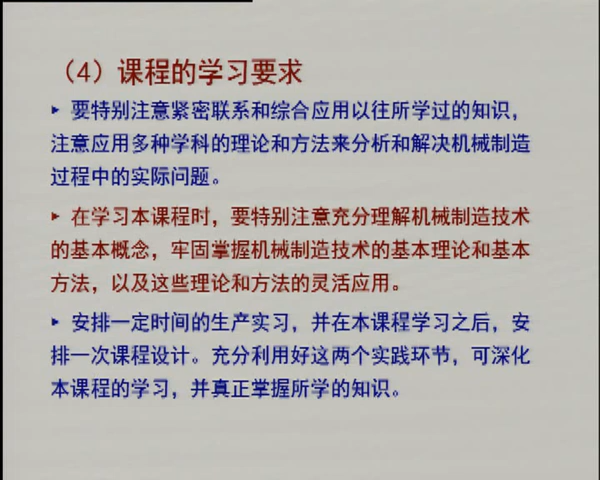 （4）课程的学习要求
▸ 要特别注意紧密联系和综合应用以往所学过的知识，
注意应用多种学科的理论和方法来分析和解决机械制造
过程中的实际问题。
▸ 在学习本课程时，要特别注意充分理解机械制造技术
的基本概念，牢固掌握机械制造技术的基本理论和基本
方法，以及这些理论和方法的灵活应用。
▸ 安排一定时间的生产实习，并在本课程学习之后，安
排一次课程设计。充分利用好这两个实践环节，可深化
本课程的学习，并真正掌握所学的知识。